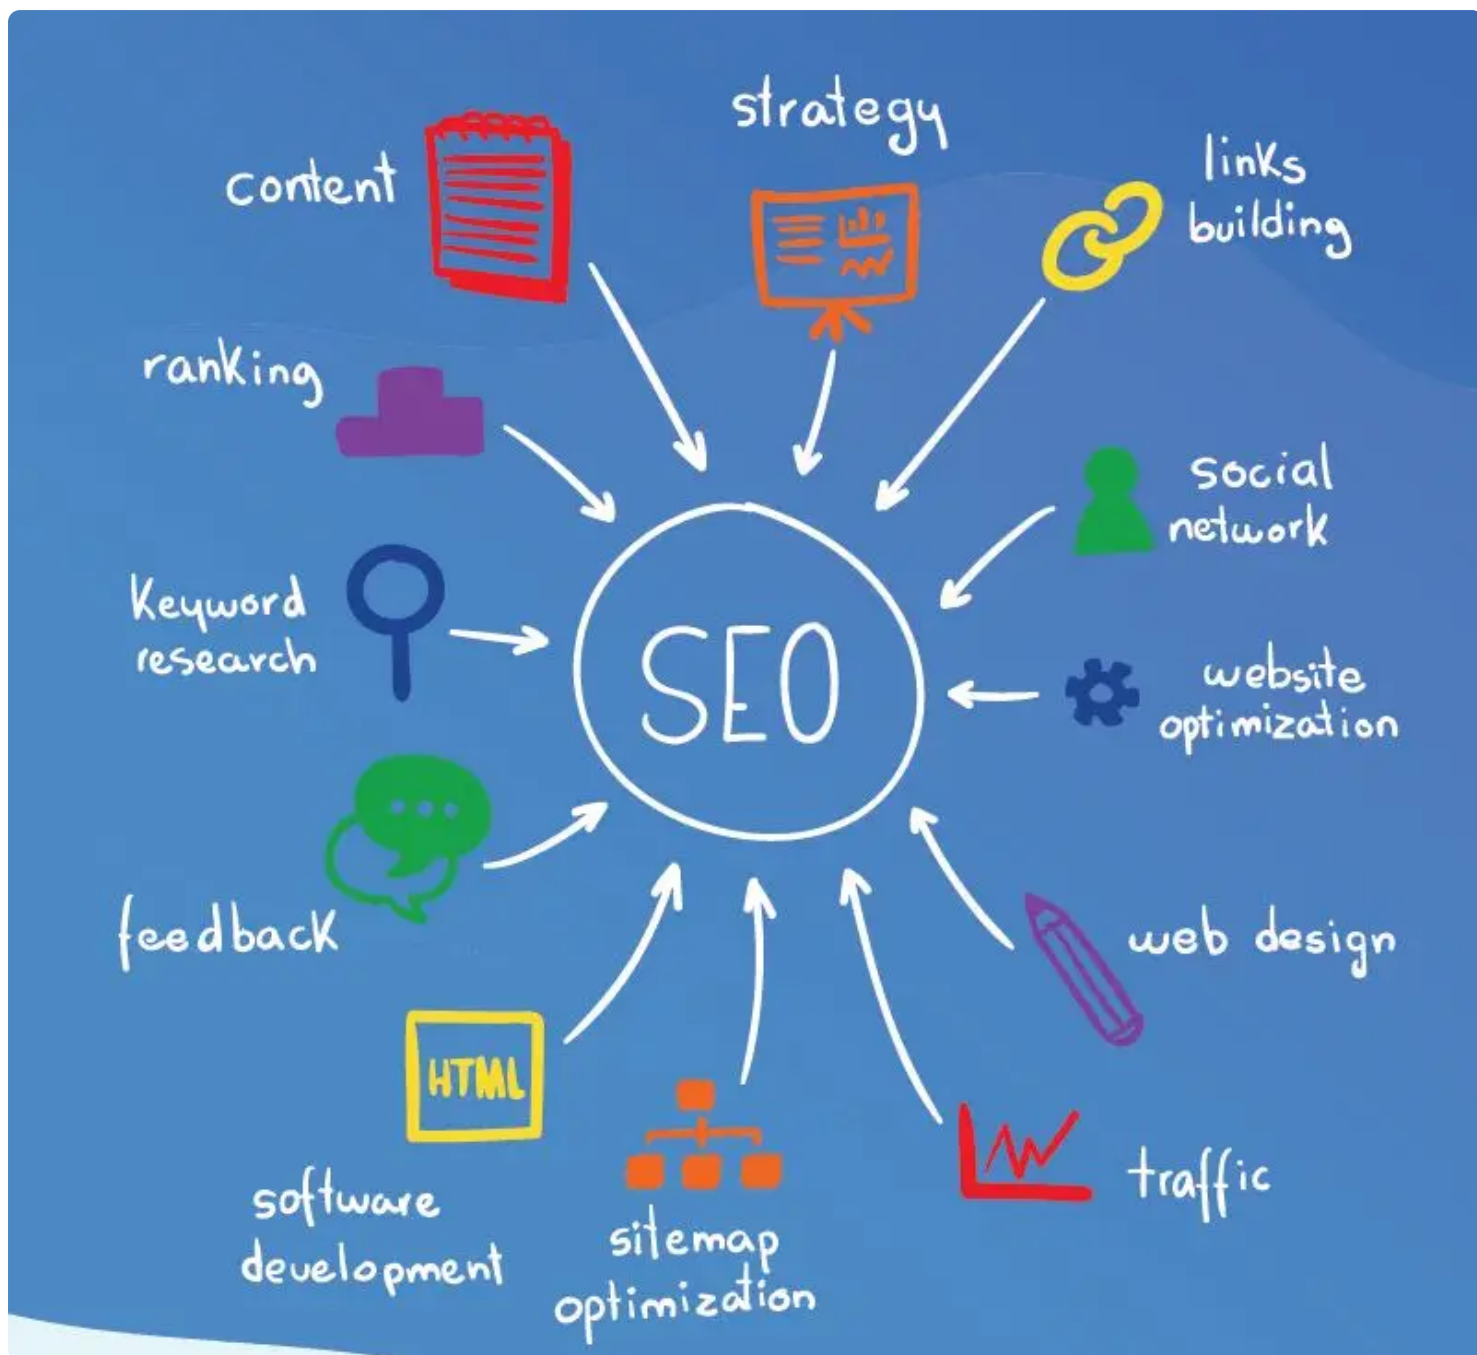 strategy
content
links
building
ranking
social
network
Keyword
research
SEO
website
optimization
feedback
web design
HTML
software
development
sitemap
optimization
traffic